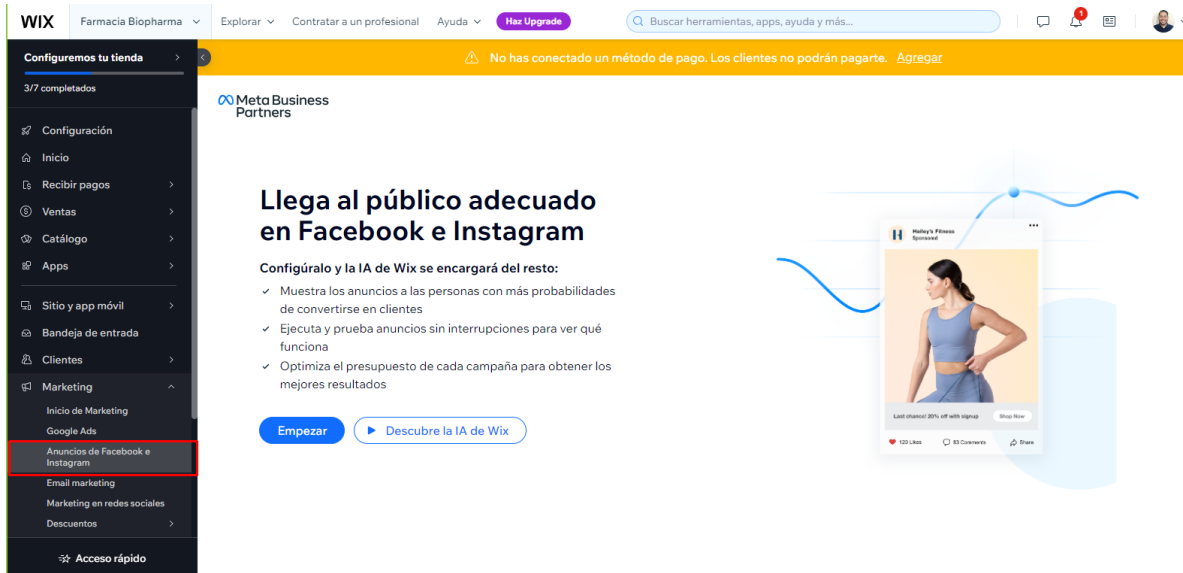 WIX
Farmacia Biopharma
Explorar
Contratar a un profesional
Ayuda
Haz Upgrade
Buscar herramientas, apps, ayuda y más...
1
Configuremos tu tienda
3/7 completados
No has conectado un método de pago. Los clientes no podrán pagarte. Agregar
Configuración
Inicio
Recibir pagos
Ventas
Catálogo
Apps
Sitio y app móvil
Bandeja de entrada
Clientes
Marketing
Inicio de Marketing
Google Ads
Anuncios de Facebook e
Instagram
Email marketing
Marketing en redes sociales
Descuentos
Acceso rápido
Meta Business
Partners
Llega al público adecuado
en Facebook e Instagram
Configúralo y la IA de Wix se encargará del resto:
Muestra los anuncios a las personas con más probabilidades
de convertirse en clientes
Ejecuta y prueba anuncios sin interrupciones para ver qué
funciona
Optimiza el presupuesto de cada campaña para obtener los
mejores resultados
Empezar
Descubre la IA de Wix
H
Hailey's Fitness
Sponsored
Last chance! 20% off with signup
Shop Now
123 Likes
83 Comments
Share